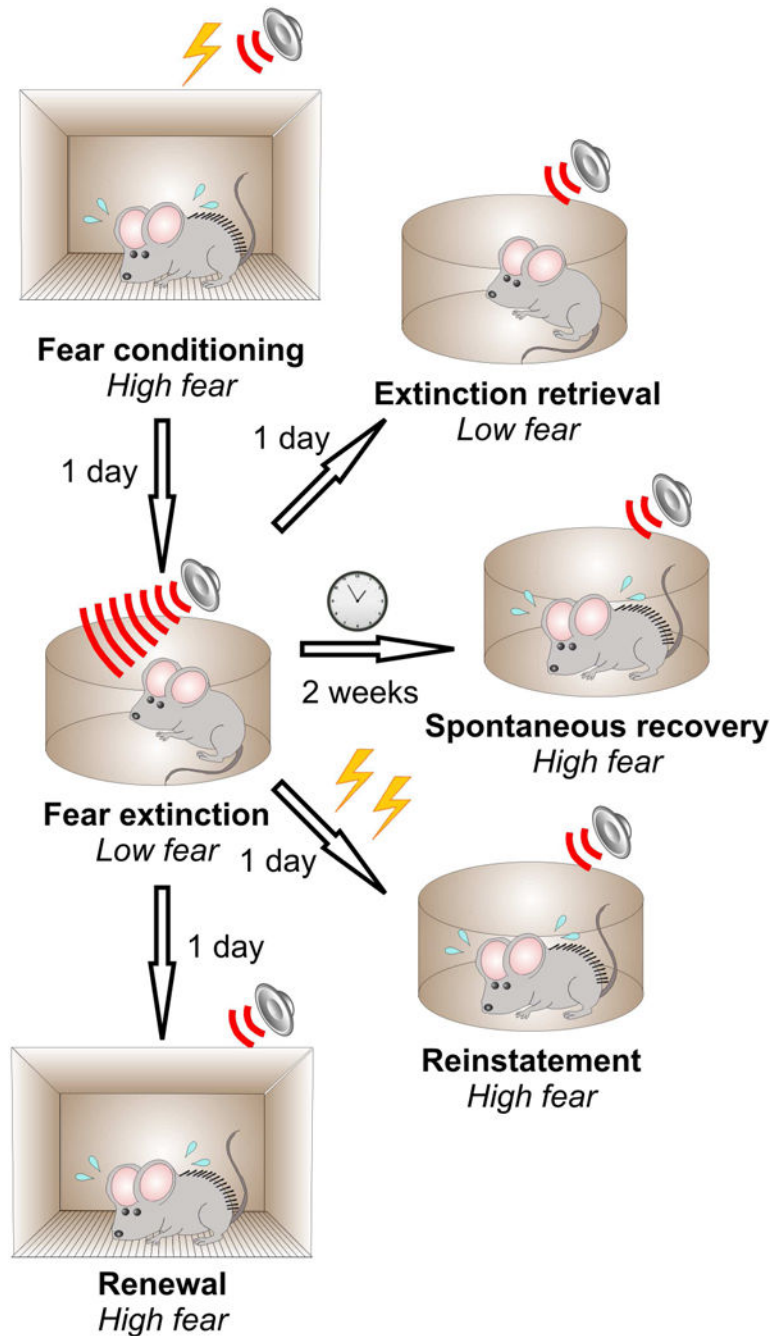 Fear conditioning
High fear
1 day
1 day
Extinction retrieval
Low fear
2 weeks
Spontaneous recovery
High fear
Fear extinction
Low fear
1 day
1 day
Reinstatement
High fear
Renewal
High fear